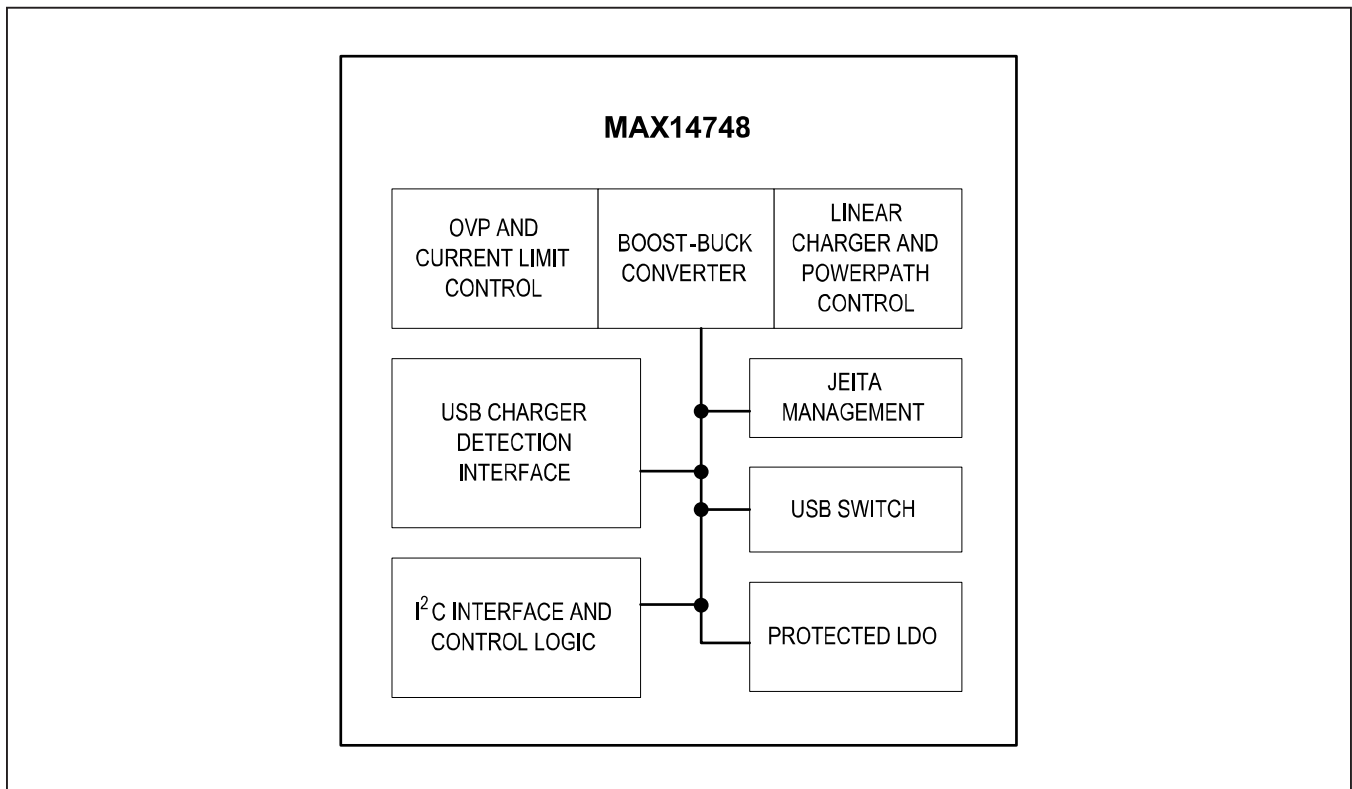 MAX14748
OVP AND
CURRENT LIMIT
CONTROL
BOOST-BUCK
CONVERTER
LINEAR
CHARGER AND
POWERPATH
CONTROL
USB CHARGER
DETECTION
INTERFACE
JEITA
MANAGEMENT
USB SWITCH
I²C INTERFACE AND
CONTROL LOGIC
PROTECTED LDO